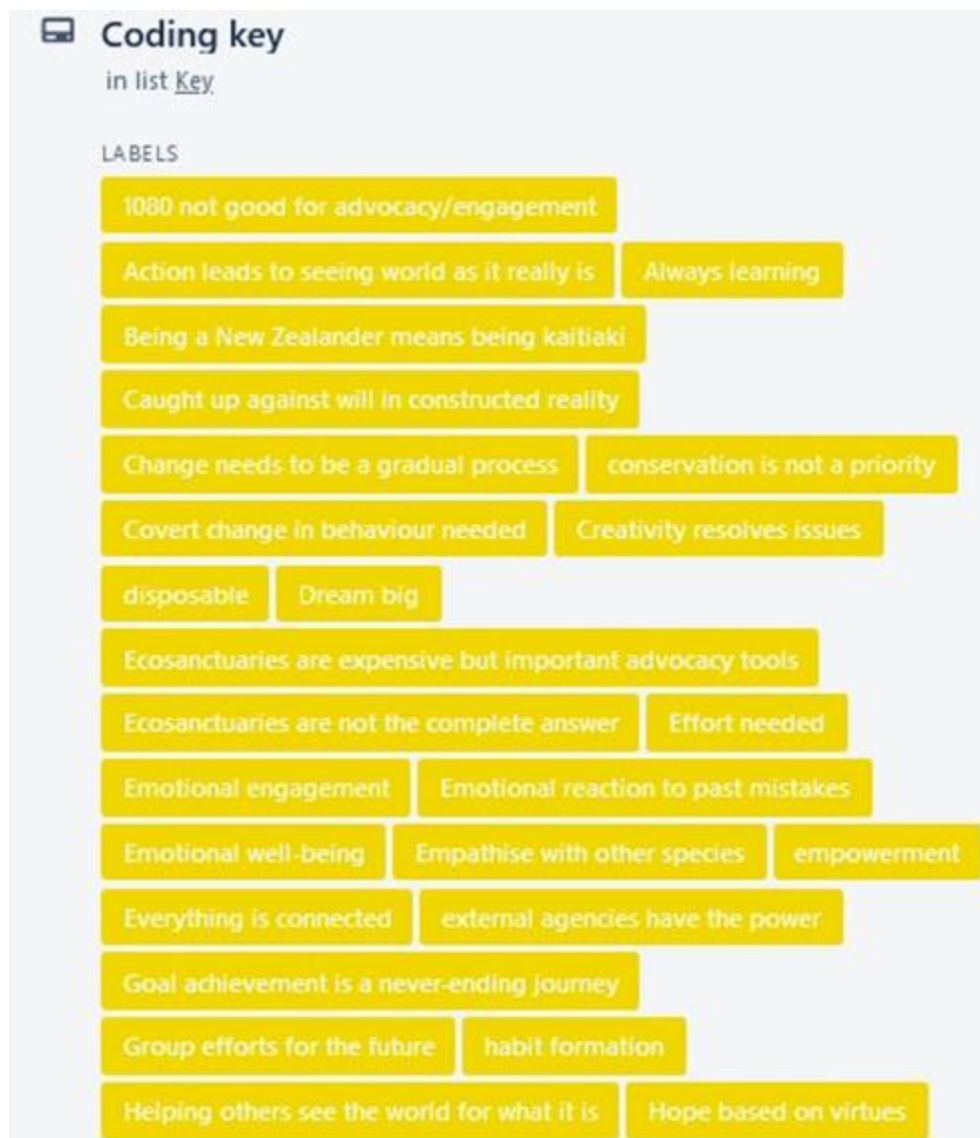 Coding key
in list Key
LABELS
1080 not good for advocacy/engagement
Action leads to seeing world as it really is Always learning
Being a New Zealander means being kaitiaki
Caught up against will in constructed reality
Change needs to be a gradual process conservation is not a priority
Covert change in behaviour needed Creativity resolves issues
disposable Dream big
Ecosanctuaries are expensive but important advocacy tools
Ecosanctuaries are not the complete answer Effort needed
Emotional engagement Emotional reaction to past mistakes
Emotional well-being Empathise with other species empowerment
Everything is connected external agencies have the power
Goal achievement is a never-ending journey
Group efforts for the future habit formation
Helping others see the world for what it is Hope based on virtues